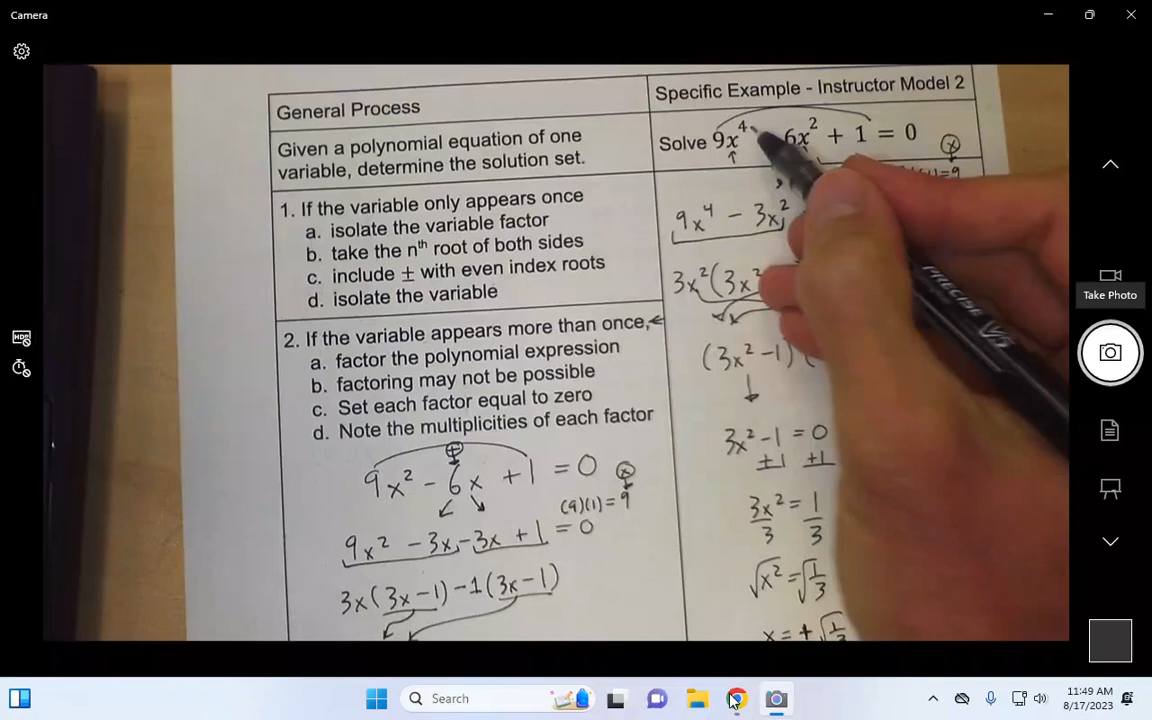 Camera
General Process
Specific Example - Instructor Model 2
Given a polynomial equation of one
variable, determine the solution set.
Solve 9x⁴ 6x² + 1 = 0
1. If the variable only appears once
a. isolate the variable factor
b. take the nᵗʰ root of both sides
c. include ± with even index roots
d. isolate the variable
2. If the variable appears more than once,
a. factor the polynomial expression
b. factoring may not be possible
c. Set each factor equal to zero
d. Note the multiplicities of each factor
9x² - 6x + 1 = 0
(9)(1) = 9
9x² - 3x - 3x + 1 = 0
3x(3x - 1) - 1(3x - 1)
9x⁴ - 3x²
3x²(3x²
(3x² - 1)(
3x² - 1 = 0
+1 +1
3x² = 1
3 3
√x² = √1/3
x = ± √1/3
PRECISE V5
Take Photo
Search
11:49 AM
8/17/2023